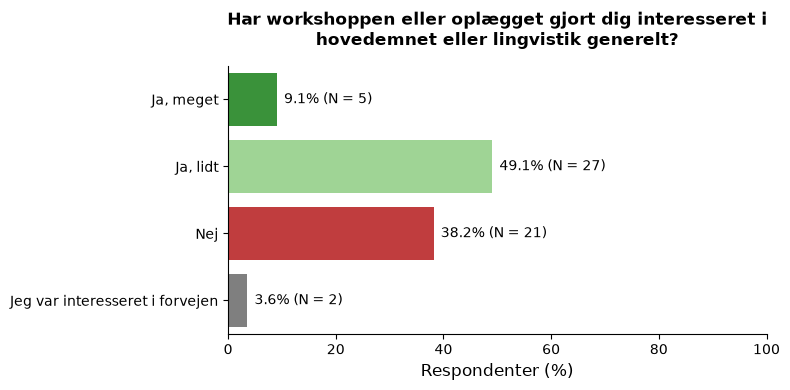 Har workshoppen eller oplægget gjort dig interesseret i
hovedemnet eller lingvistik generelt?
Ja, meget
9.1% (N = 5)
Ja, lidt
49.1% (N = 27)
Nej
38.2% (N = 21)
Jeg var interesseret i forvejen
3.6% (N = 2)
0 20 40 60 80 100
Respondenter (%)